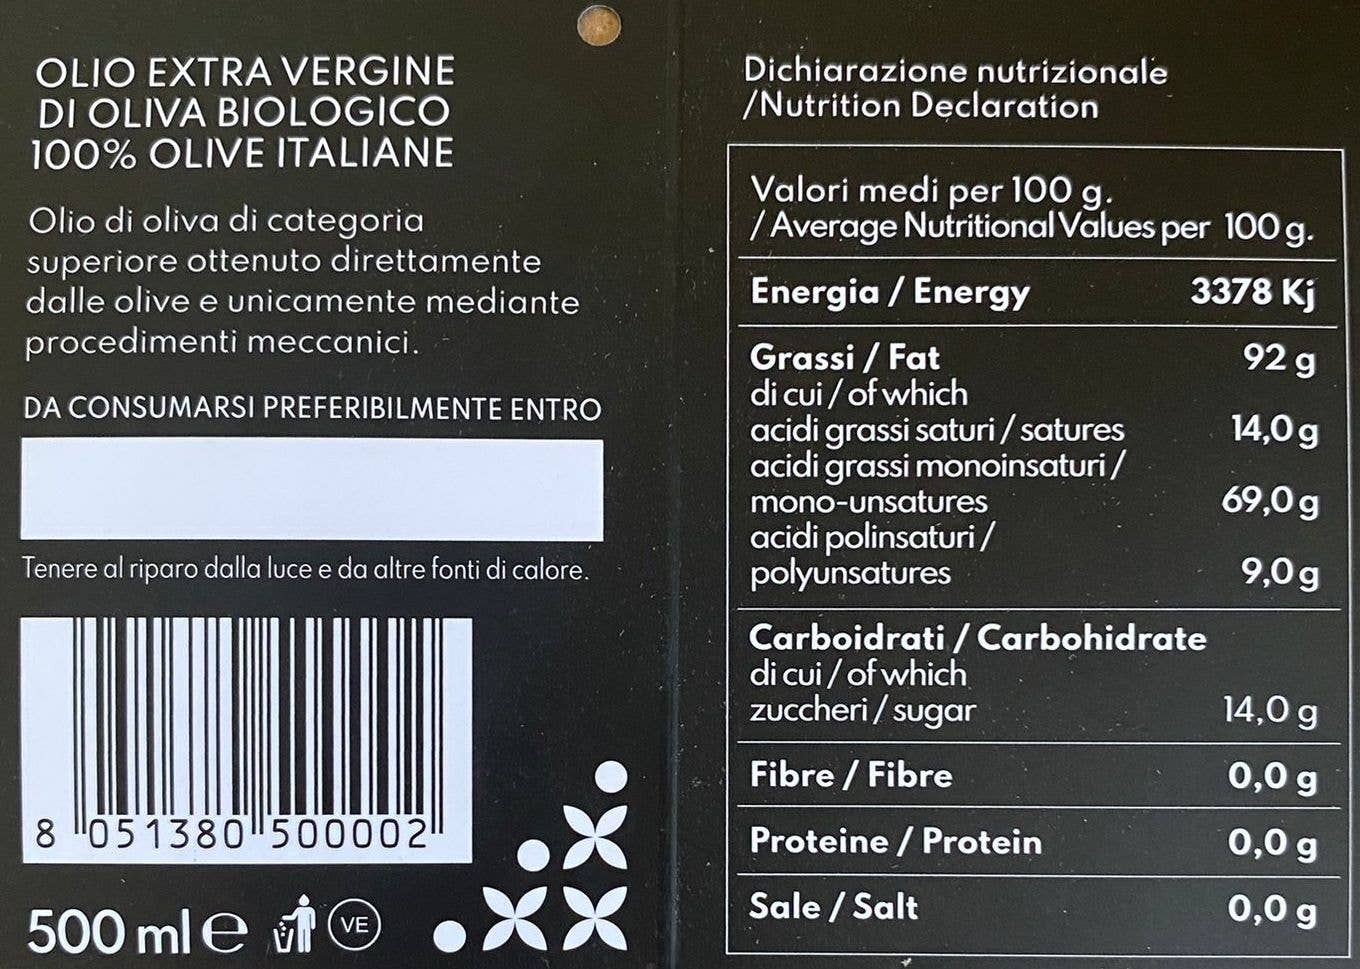 OLIO EXTRA VERGINE
DI OLIVA BIOLOGICO
100% OLIVE ITALIANE
Olio di oliva di categoria
superiore ottenuto direttamente
dalle olive e unicamente mediante
procedimenti meccanici.
DA CONSUMARSI PREFERIBILMENTE ENTRO
Tenere al riparo dalla luce e da altre fonti di calore.
8 051380 500002
500 ml e VE
Dichiarazione nutrizionale
/Nutrition Declaration
Valori medi per 100 g.
/ Average Nutritional Values per 100 g.
Energia / Energy 3378 Kj
Grassi / Fat 92 g
di cui / of which
acidi grassi saturi / satures 14,0 g
acidi grassi monoinsaturi /
mono-unsatures 69,0 g
acidi polinsaturi /
polyunsatures 9,0 g
Carboidrati / Carbohidrate
di cui / of which
zuccheri / sugar 14,0 g
Fibre / Fibre 0,0 g
Proteine / Protein 0,0 g
Sale / Salt 0,0 g